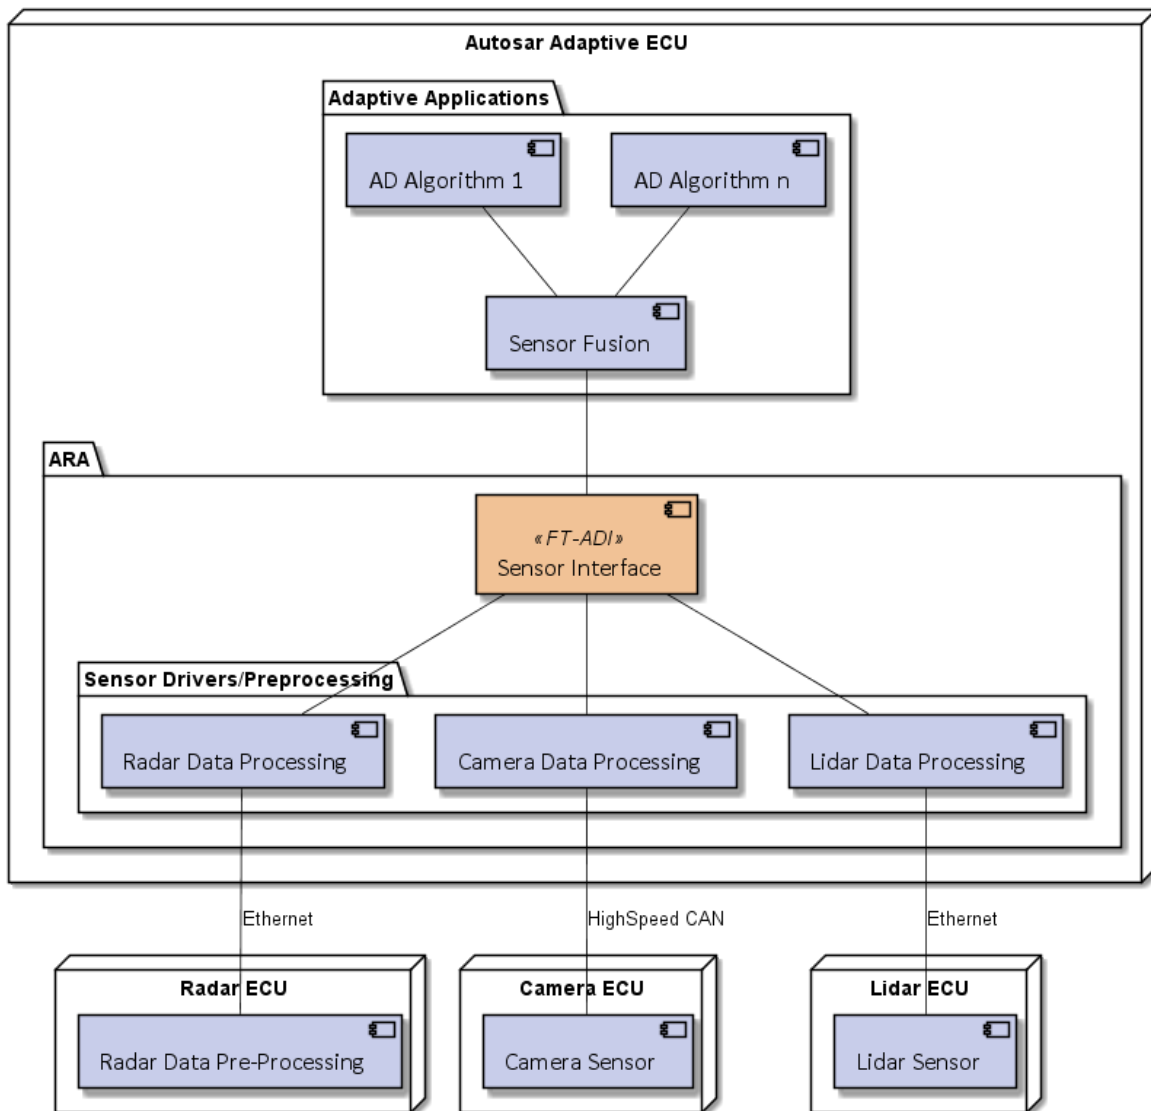 Autosar Adaptive ECU
Adaptive Applications
AD Algorithm 1
AD Algorithm n
Sensor Fusion
ARA
«FT-ADI»
Sensor Interface
Sensor Drivers/Preprocessing
Radar Data Processing
Camera Data Processing
Lidar Data Processing
Ethernet
HighSpeed CAN
Ethernet
Radar ECU
Camera ECU
Lidar ECU
Radar Data Pre-Processing
Camera Sensor
Lidar Sensor